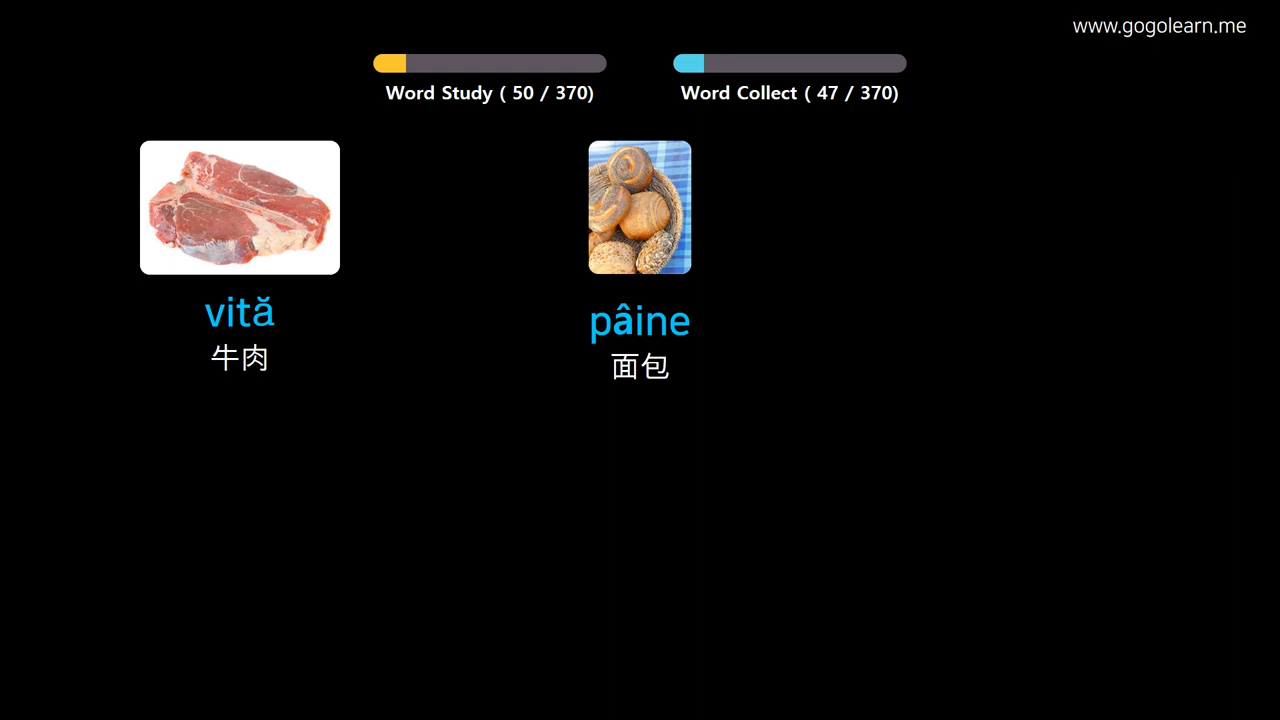 www.gogolearn.me
Word Study ( 50 / 370)
Word Collect ( 47 / 370)
vită
牛肉
pâine
面包